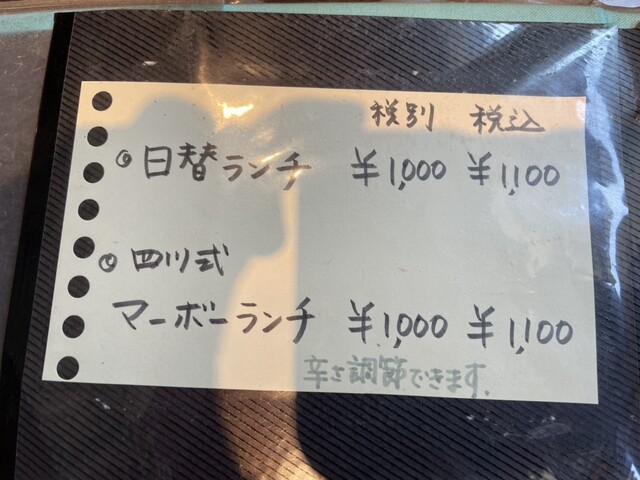 税別 税込
◎日替ランチ ¥1,000 ¥1,100
◎四川式
マーボーランチ ¥1,000 ¥1,100
辛さ調節できます.